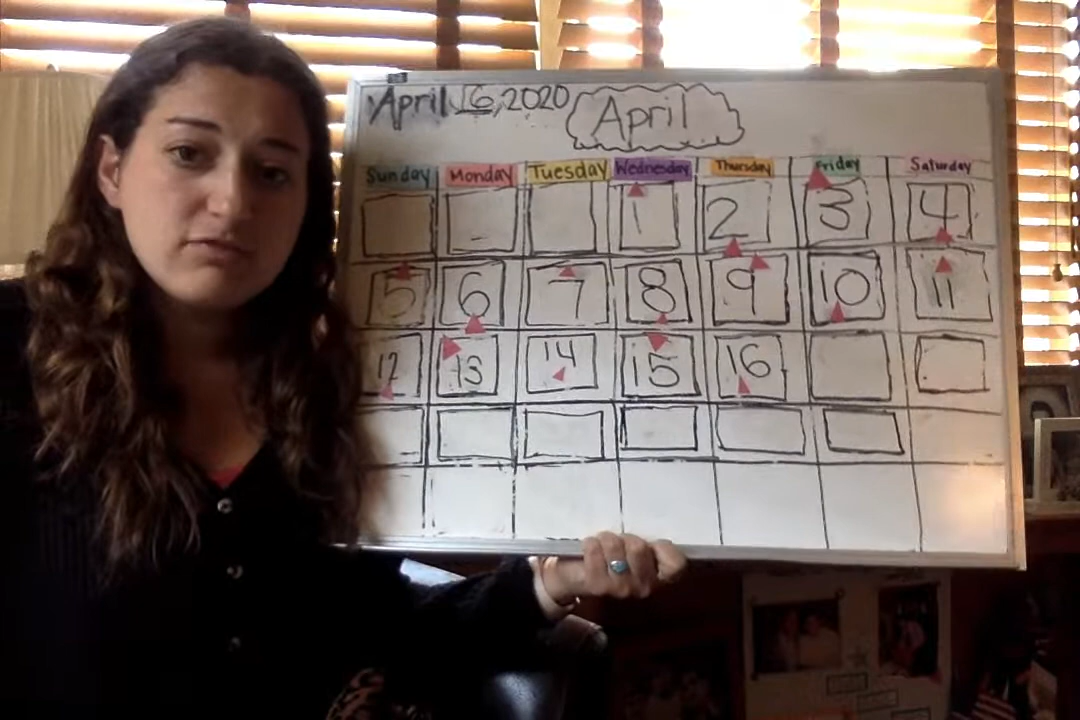 April 16, 2020
April
Sunday Monday Tuesday Wednesday Thursday Friday Saturday
1 2 3 4
5 6 7 8 9 10 11
12 13 14 15 16